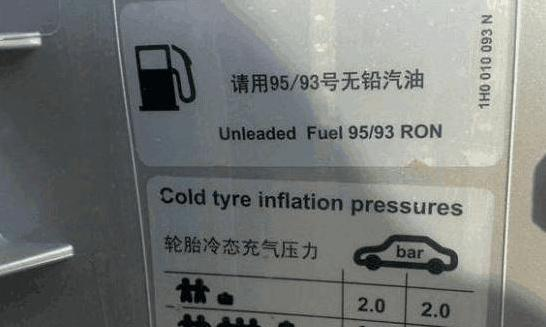 请用95/93号无铅汽油
Unleaded Fuel 95/93 RON
1H0 010 093 N
Cold tyre inflation pressures
轮胎冷态充气压力
bar
2.0 2.0